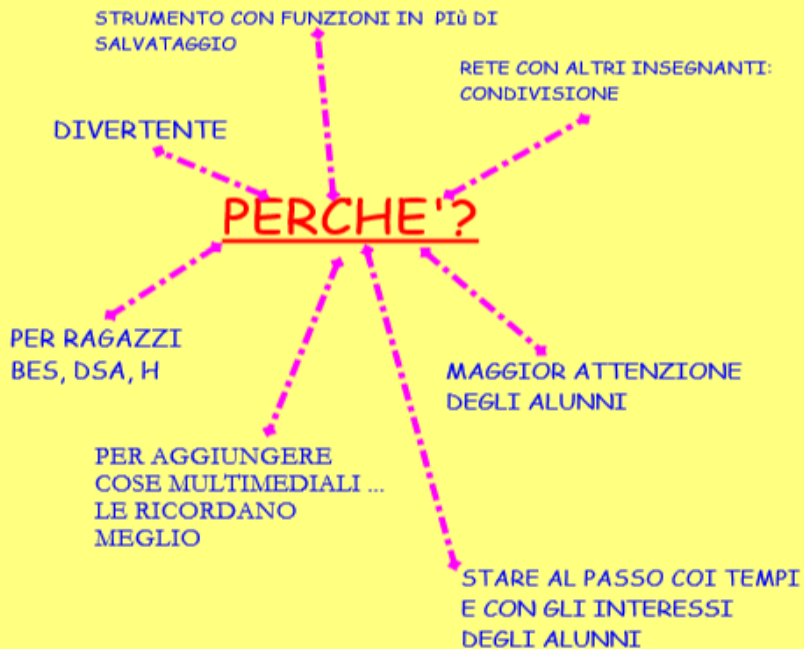 STRUMENTO CON FUNZIONI IN PIù DI
SALVATAGGIO
RETE CON ALTRI INSEGNANTI:
CONDIVISIONE
DIVERTENTE
PERCHE'?
PER RAGAZZI
BES, DSA, H
MAGGIOR ATTENZIONE
DEGLI ALUNNI
PER AGGIUNGERE
COSE MULTIMEDIALI ...
LE RICORDANO
MEGLIO
STARE AL PASSO COI TEMPI
E CON GLI INTERESSI
DEGLI ALUNNI